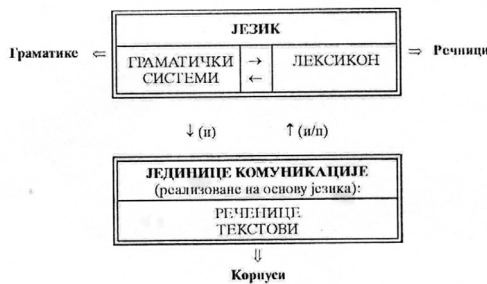 ЈЕЗИК
Граматике ⇐ ГРАМАТИЧКИ СИСТЕМИ → ← ЛЕКСИКОН ⇒ Речници
↓ (и) ↑ (и/п)
ЈЕДИНИЦЕ КОМУНИКАЦИЈЕ
(реализоване на основу језика):
РЕЧЕНИЦЕ
ТЕКСТОВИ
⇓
Корпуси